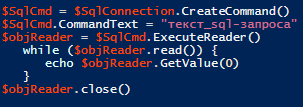 $SqlCmd = $SqlConnection.CreateCommand()
$SqlCmd.CommandText = "текст_sql-запроса"
$objReader = $SqlCmd.ExecuteReader()
while ($objReader.read()) {
echo $objReader.GetValue(0)
}
$objReader.close()